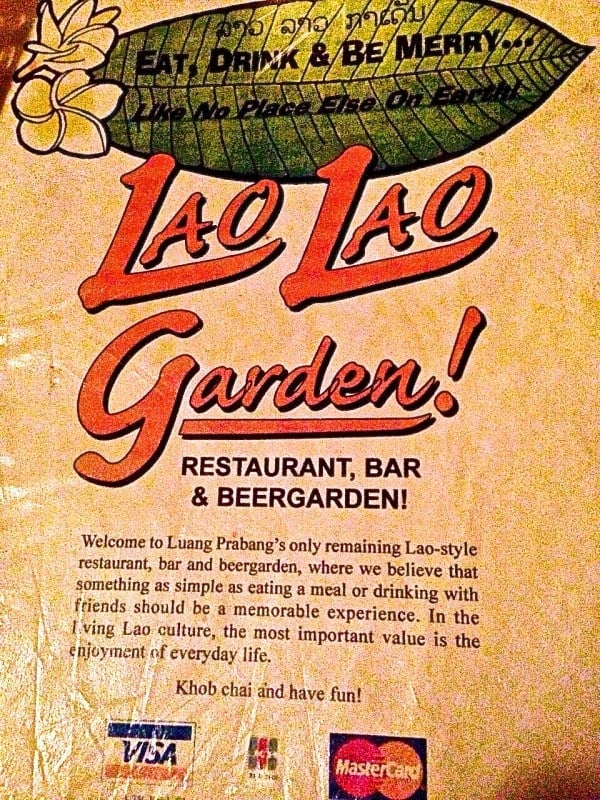 ລາວ ລາວ ກາເດັ້ນ
EAT, DRINK & BE MERRY...
Like No Place Else On Earth!
LAO LAO
Garden!
RESTAURANT, BAR
& BEERGARDEN!
Welcome to Luang Prabang's only remaining Lao-style
restaurant, bar and beergarden, where we believe that
something as simple as eating a meal or drinking with
friends should be a memorable experience. In the
living Lao culture, the most important value is the
enjoyment of everyday life.
Khob chai and have fun!
VISA
MasterCard